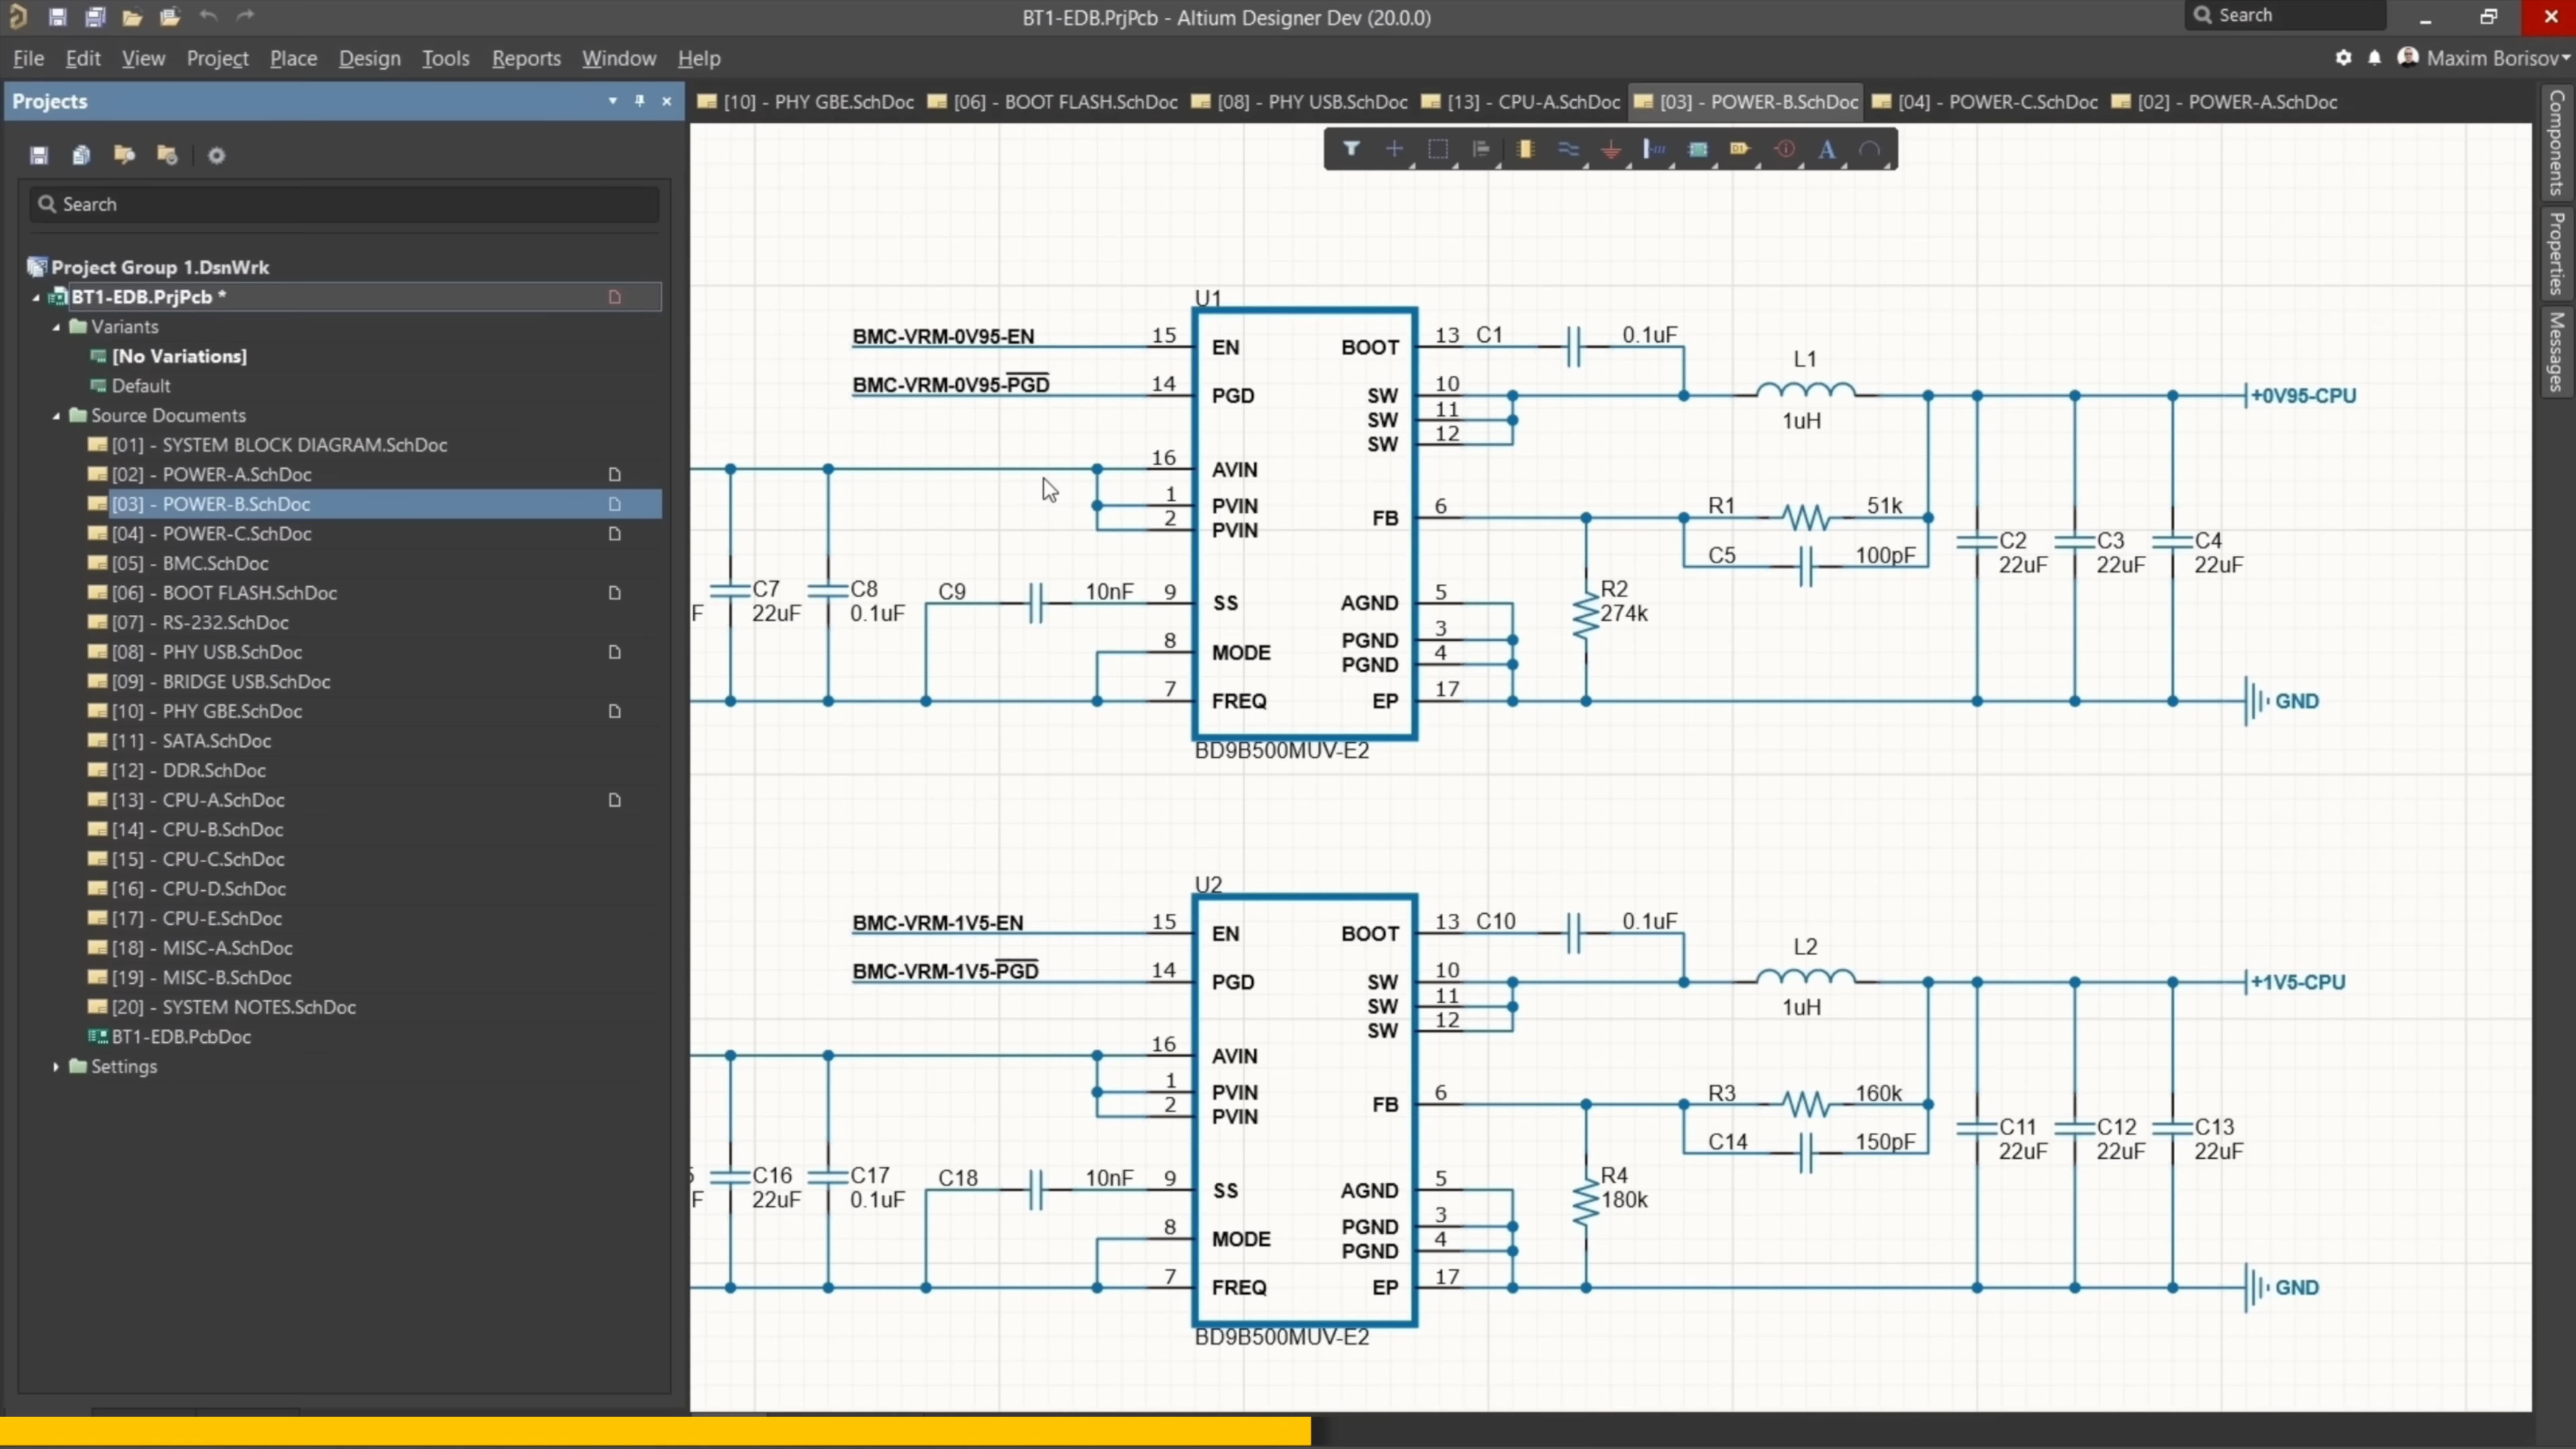 BT1-EDB.PrjPcb - Altium Designer Dev (20.0.0)
Search
File Edit View Project Place Design Tools Reports Window Help
Maxim Borisov
Projects
[10] - PHY GBE.SchDoc [06] - BOOT FLASH.SchDoc [08] - PHY USB.SchDoc [13] - CPU-A.SchDoc [03] - POWER-B.SchDoc [04] - POWER-C.SchDoc [02] - POWER-A.SchDoc
Components
Properties
Messages
Search
Project Group 1.DsnWrk
BT1-EDB.PrjPcb *
Variants
[No Variations]
Default
Source Documents
[01] - SYSTEM BLOCK DIAGRAM.SchDoc
[02] - POWER-A.SchDoc
[03] - POWER-B.SchDoc
[04] - POWER-C.SchDoc
[05] - BMC.SchDoc
[06] - BOOT FLASH.SchDoc
[07] - RS-232.SchDoc
[08] - PHY USB.SchDoc
[09] - BRIDGE USB.SchDoc
[10] - PHY GBE.SchDoc
[11] - SATA.SchDoc
[12] - DDR.SchDoc
[13] - CPU-A.SchDoc
[14] - CPU-B.SchDoc
[15] - CPU-C.SchDoc
[16] - CPU-D.SchDoc
[17] - CPU-E.SchDoc
[18] - MISC-A.SchDoc
[19] - MISC-B.SchDoc
[20] - SYSTEM NOTES.SchDoc
BT1-EDB.PcbDoc
Settings
U1
BMC-VRM-0V95-EN 15 EN BOOT 13 C1 0.1uF
L1
BMC-VRM-0V95-PGD 14 PGD SW 10 +0V95-CPU
SW 11 1uH
SW 12
16 AVIN
1 PVIN FB 6 R1 51k
2 PVIN
C5 100pF
C2 C3 C4
22uF 22uF 22uF
C7 C8 C9 10nF 9 SS AGND 5 R2
F 22uF 0.1uF 274k
8 MODE PGND 3
PGND 4
7 FREQ EP 17 GND
BD9B500MUV-E2
U2
BMC-VRM-1V5-EN 15 EN BOOT 13 C10 0.1uF
L2
BMC-VRM-1V5-PGD 14 PGD SW 10 +1V5-CPU
SW 11 1uH
SW 12
16 AVIN
1 PVIN FB 6 R3 160k
2 PVIN
C14 150pF
C11 C12 C13
22uF 22uF 22uF
C16 C17 C18 10nF 9 SS AGND 5 R4
F 22uF 0.1uF 180k
8 MODE PGND 3
PGND 4
7 FREQ EP 17 GND
BD9B500MUV-E2